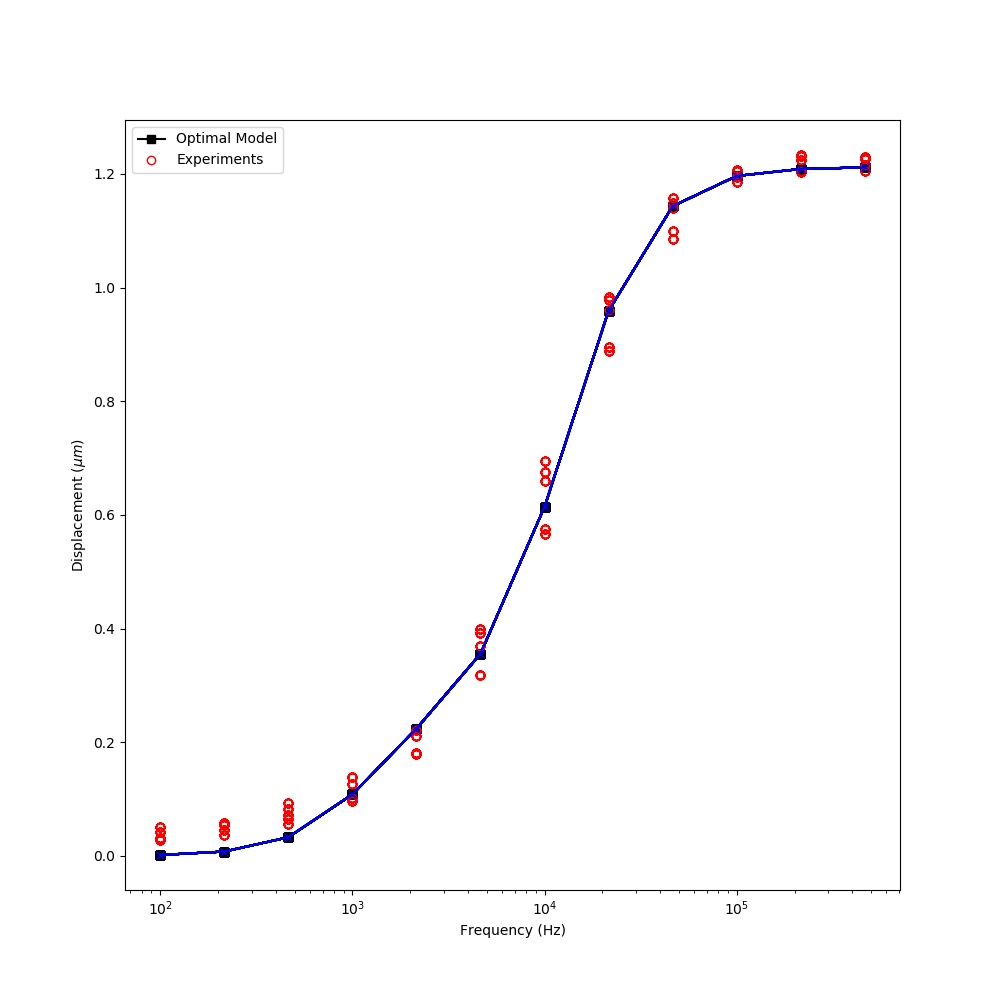 Optimal Model
Experiments
1.2
1.0
0.8
0.6
0.4
0.2
0.0
Displacement (μm)
10²
10³
10⁴
10⁵
Frequency (Hz)